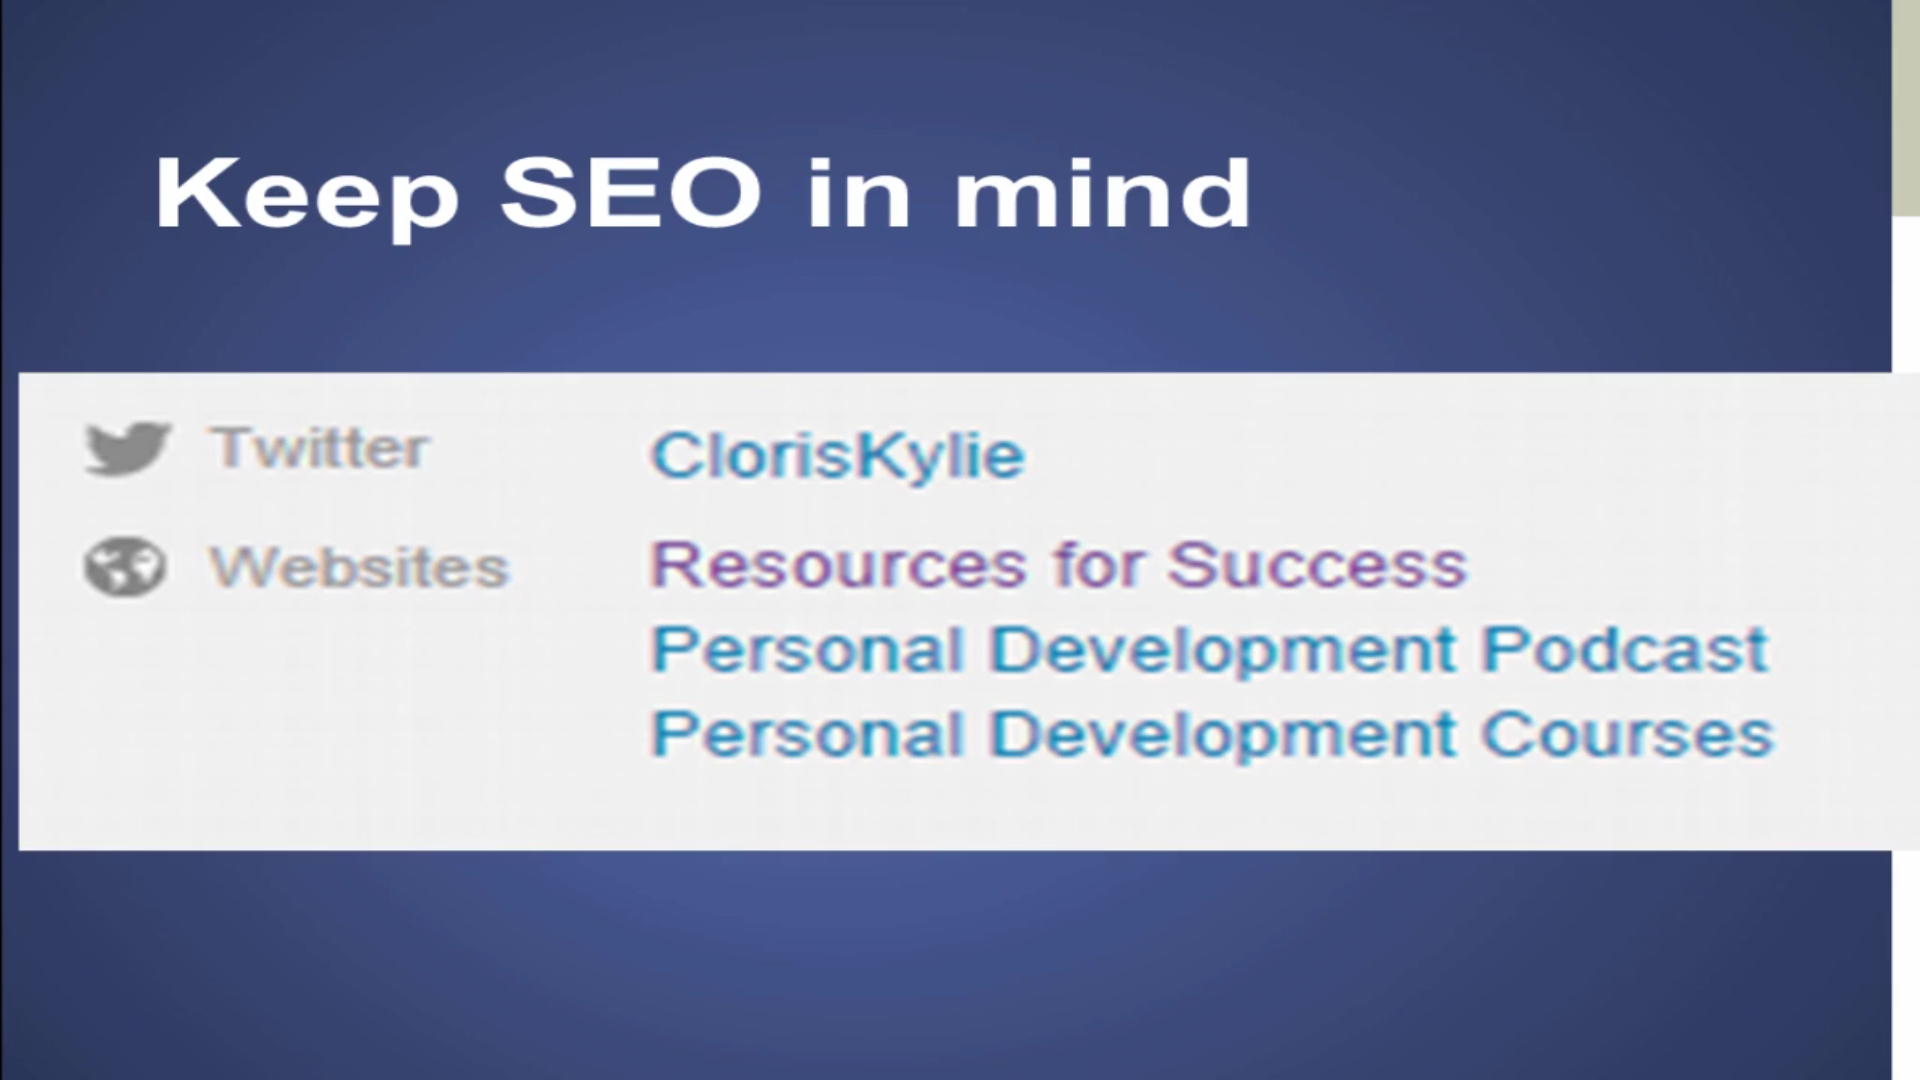 Keep SEO in mind
Twitter ClorisKylie
Websites Resources for Success
Personal Development Podcast
Personal Development Courses